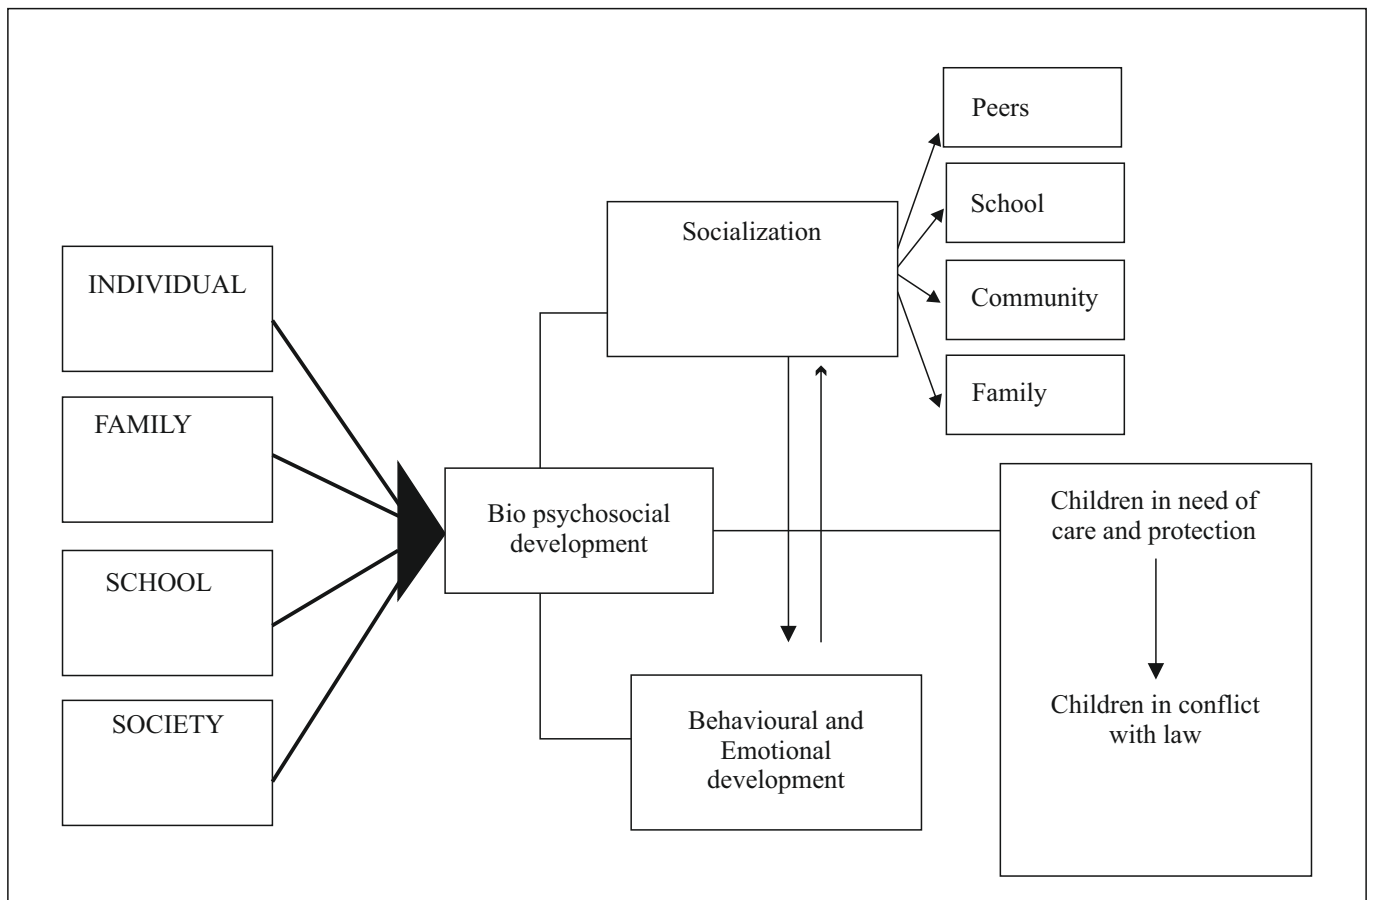 INDIVIDUAL
FAMILY
SCHOOL
SOCIETY
Bio psychosocial
development
Socialization
Peers
School
Community
Family
Behavioural and
Emotional
development
Children in need of
care and protection
Children in conflict
with law